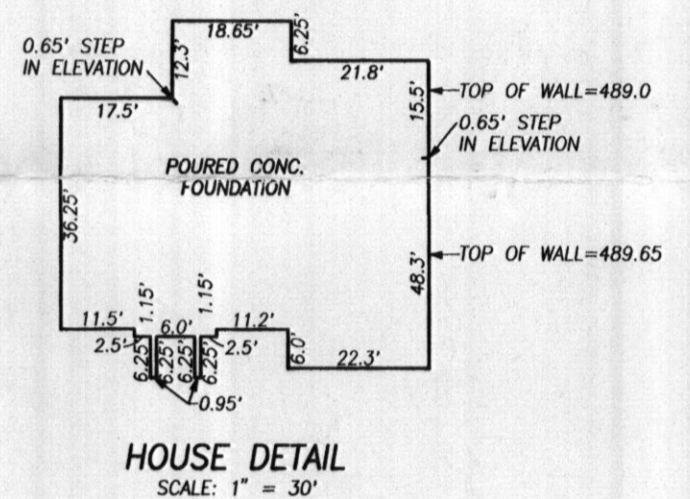 18.65'
6.25'
0.65' STEP
IN ELEVATION
12.3'
21.8'
17.5'
15.5'
TOP OF WALL=489.0
0.65' STEP
IN ELEVATION
POURED CONC.
FOUNDATION
36.25'
48.3'
TOP OF WALL=489.65
1.15'
1.15'
11.5'
6.0'
11.2'
2.5'
6.25'
6.25'
6.25'
6.25'
2.5'
6.0'
22.3'
0.95'
HOUSE DETAIL
SCALE: 1" = 30'